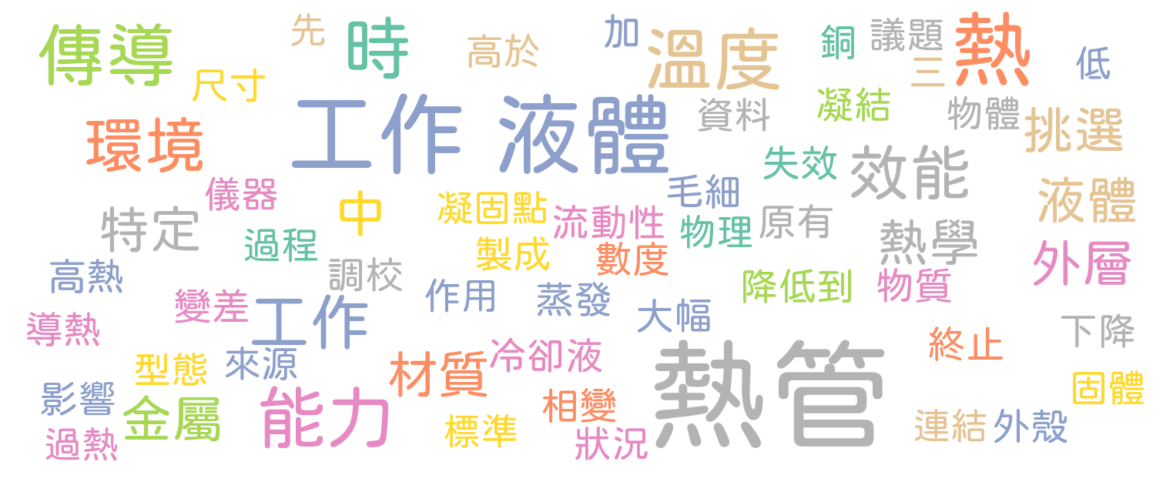 傳導
先
時
高於
加
溫度
銅
議題
熱
三
低
尺寸
環境
工作 液體
資料
凝結
物體
挑選
儀器
特定
中
凝固點
毛細
失效
效能
液體
過程
製成
流動性
數度
物理
原有
熱學
外層
高熱
調校
作用
蒸發
降低到
物質
導熱
變差
工作
大幅
終止
下降
型態
來源
材質
冷卻液
熱管
固體
影響
金屬
能力
標準
相變
連結
外殼
過熱
狀況